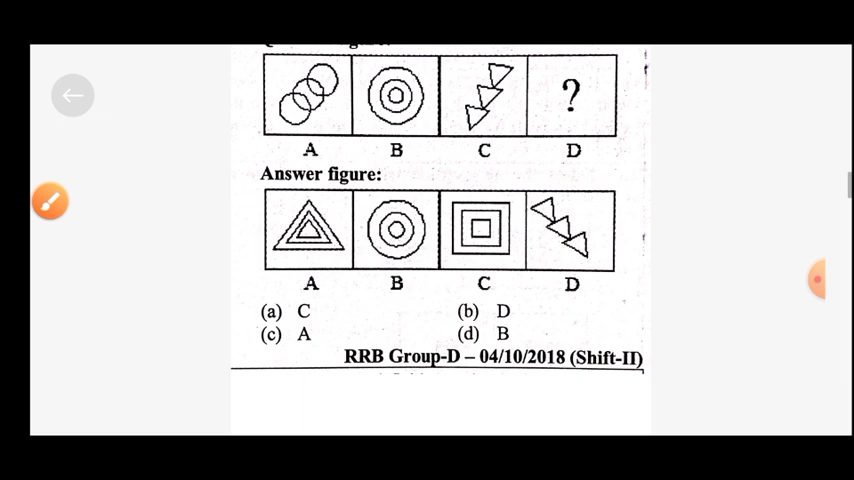 ?
A B C D
Answer figure:
A B C D
(a) C (b) D
(c) A (d) B
RRB Group-D – 04/10/2018 (Shift-II)